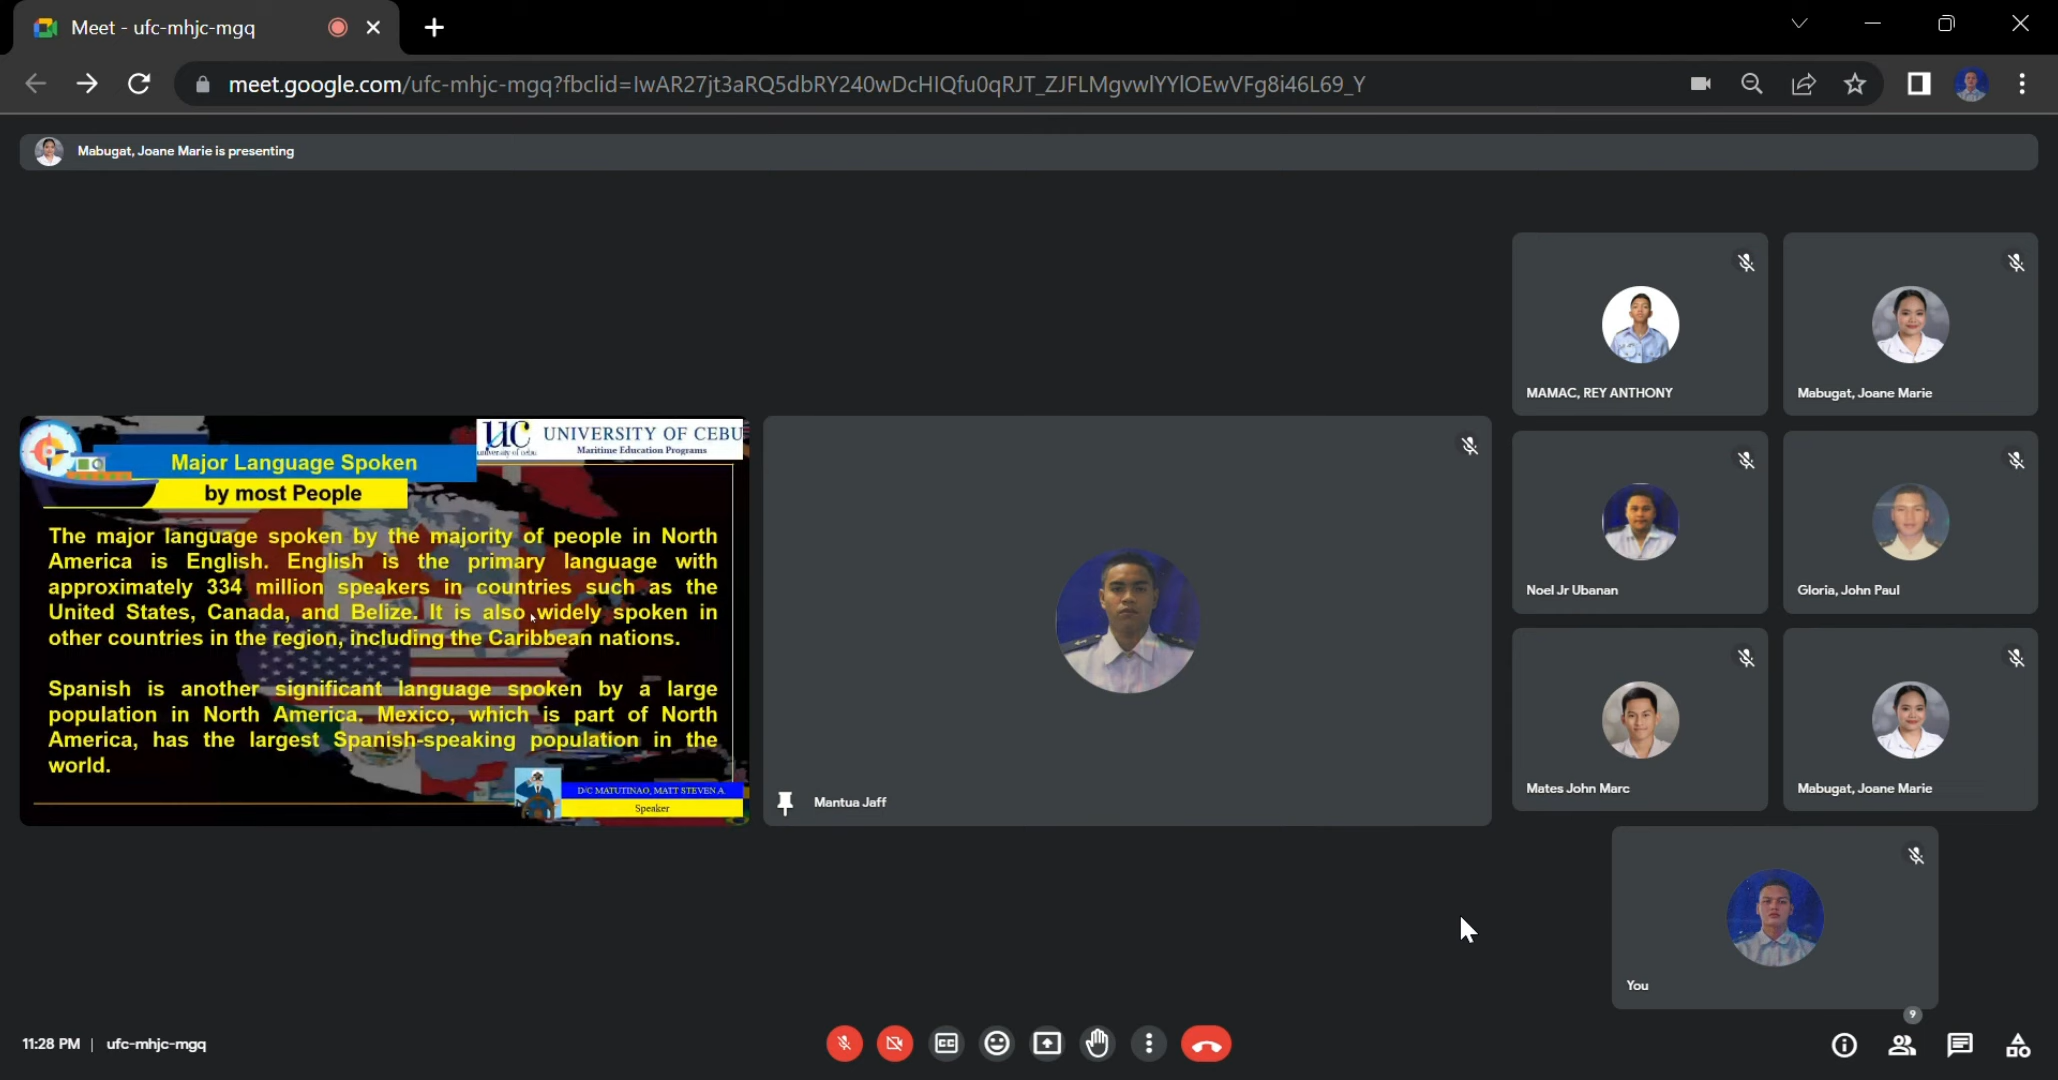 Meet - ufc-mhjc-mgq
meet.google.com/ufc-mhjc-mgq?fbclid=IwAR27jt3aRQ5dbRY240wDcHIQfu0qRJT_ZJFLMgvwlYYlOEwVFg8i46L69_Y
Mabugat, Joane Marie is presenting
MAMAC, REY ANTHONY
Mabugat, Joane Marie
uc UNIVERSITY OF CEBU
university of cebu Maritime Education Programs
Major Language Spoken
by most People
The major language spoken by the majority of people in North
America is English. English is the primary language with
approximately 334 million speakers in countries such as the
United States, Canada, and Belize. It is also widely spoken in
other countries in the region, including the Caribbean nations.
Spanish is another significant language spoken by a large
population in North America. Mexico, which is part of North
America, has the largest Spanish-speaking population in the
world.
D/C MATUTINAO, MATT STEVEN A.
Speaker
Mantua Jaff
Noel Jr Ubanan
Gloria, John Paul
Mates John Marc
Mabugat, Joane Marie
You
9
11:28 PM | ufc-mhjc-mgq